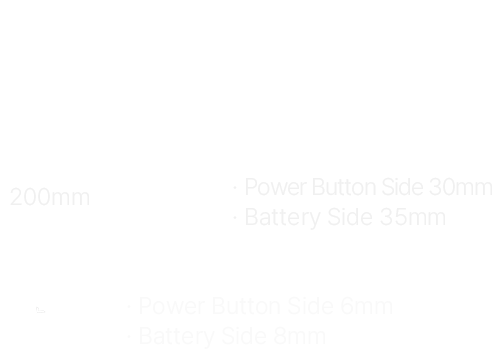 200mm
· Power Button Side 30mm
· Battery Side 35mm
· Power Button Side 6mm
· Battery Side 8mm